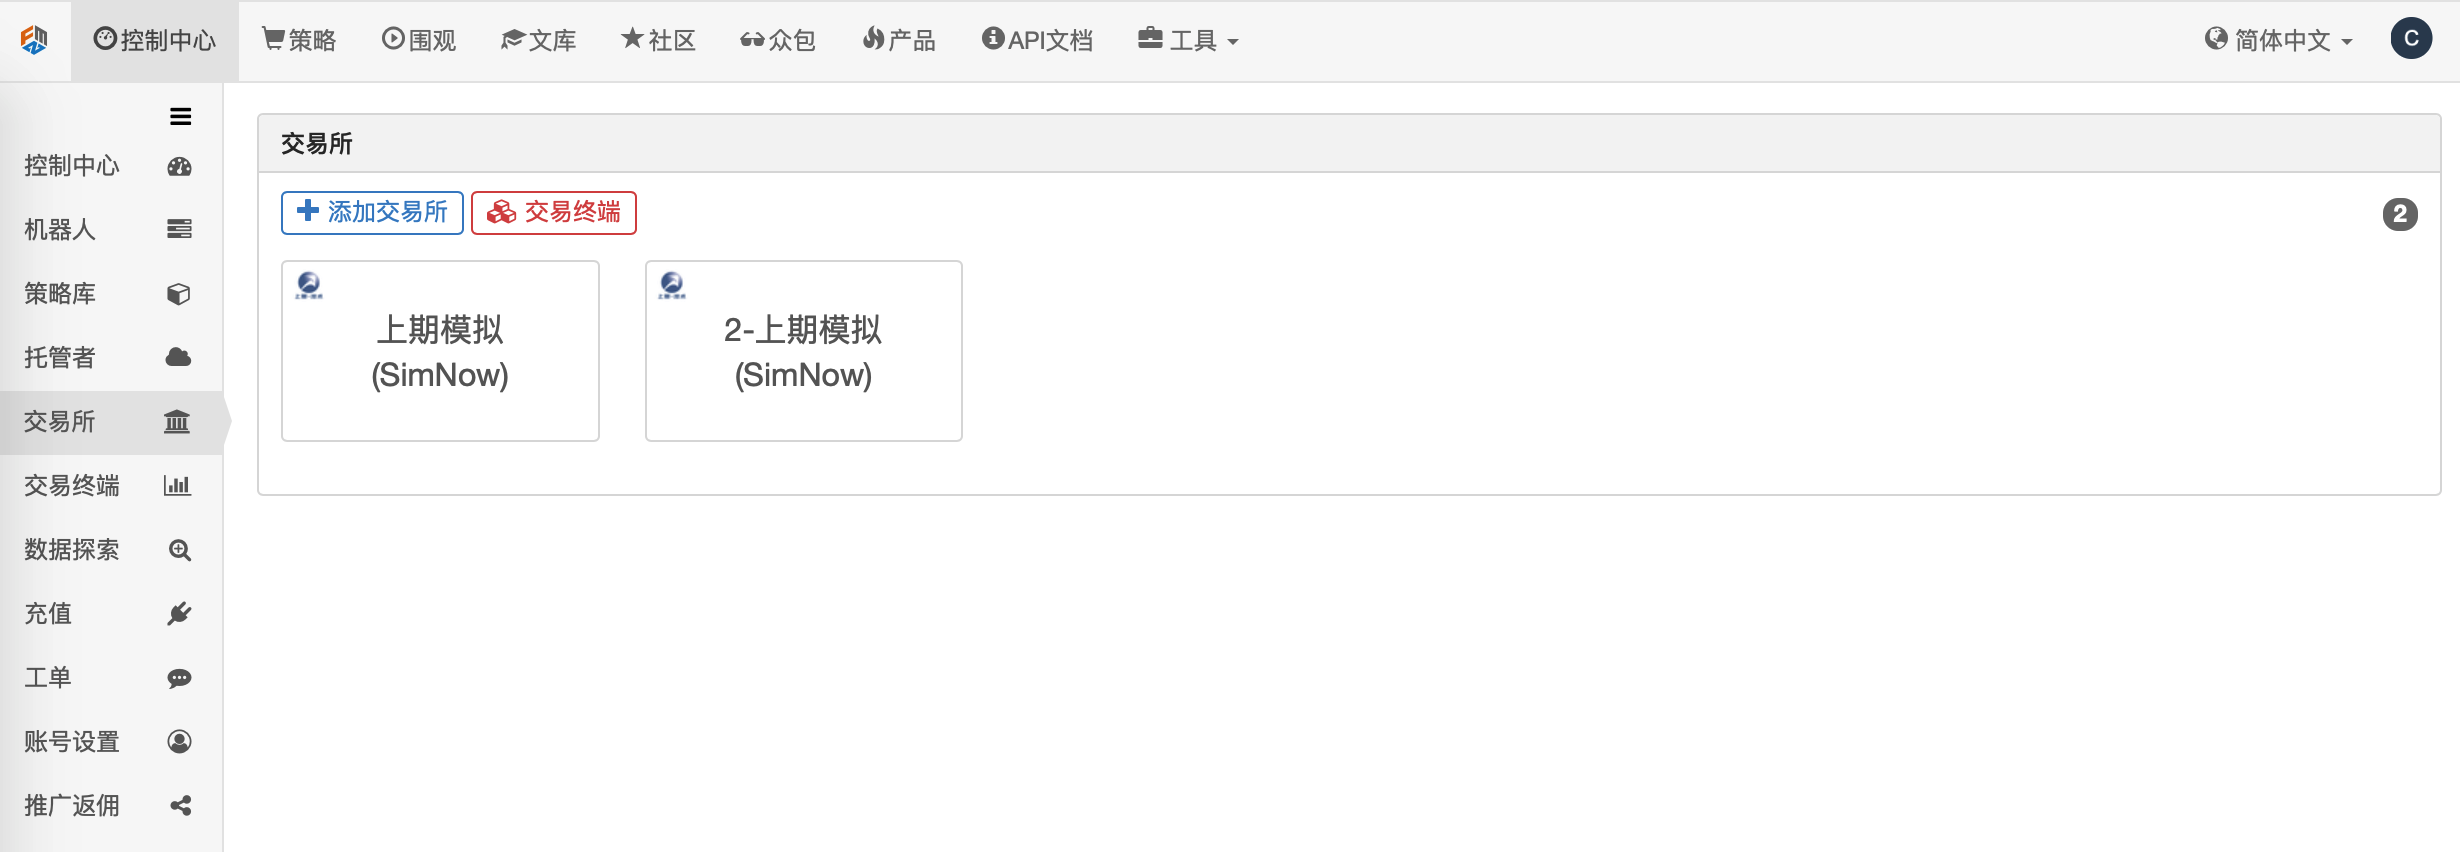 控制中心 策略 围观 文库 社区 众包 产品 API文档 工具 简体中文 C
控制中心
机器人
策略库
托管者
交易所
交易终端
数据探索
充值
工单
账号设置
推广返佣
交易所
添加交易所 交易终端 2
上期模拟
(SimNow)
2-上期模拟
(SimNow)